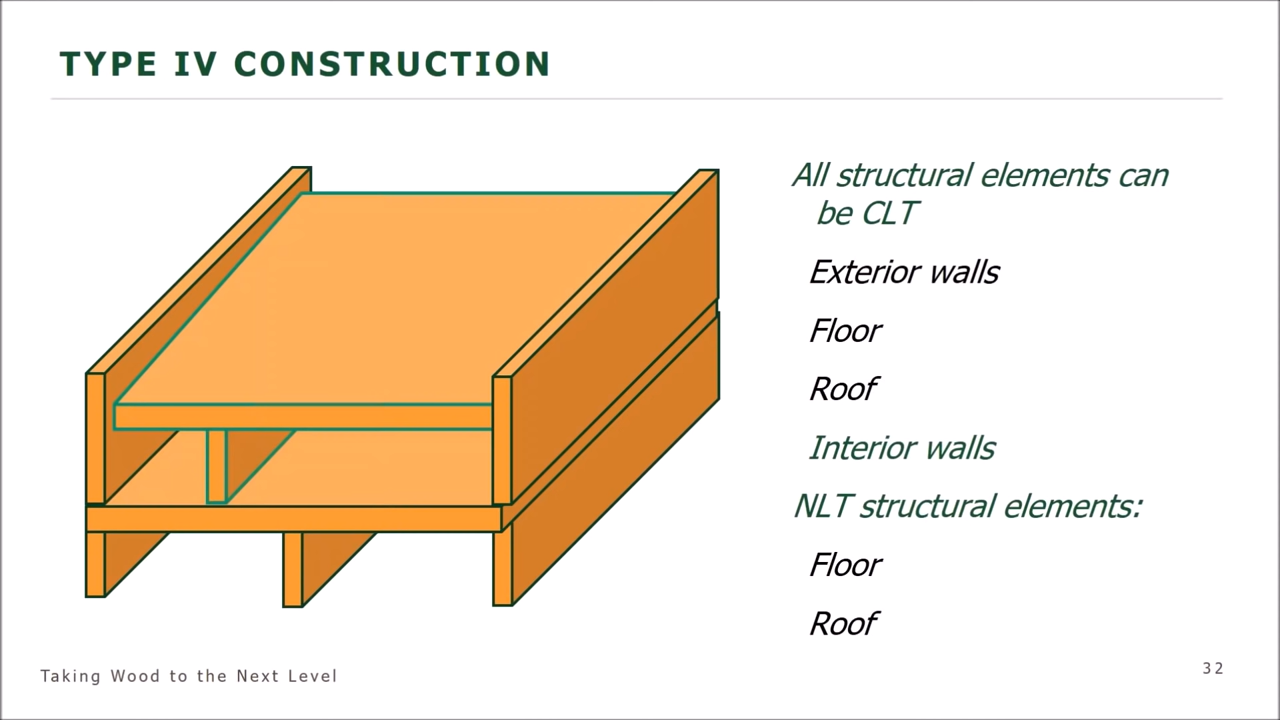 TYPE IV CONSTRUCTION
All structural elements can
be CLT
Exterior walls
Floor
Roof
Interior walls
NLT structural elements:
Floor
Roof
Taking Wood to the Next Level
32